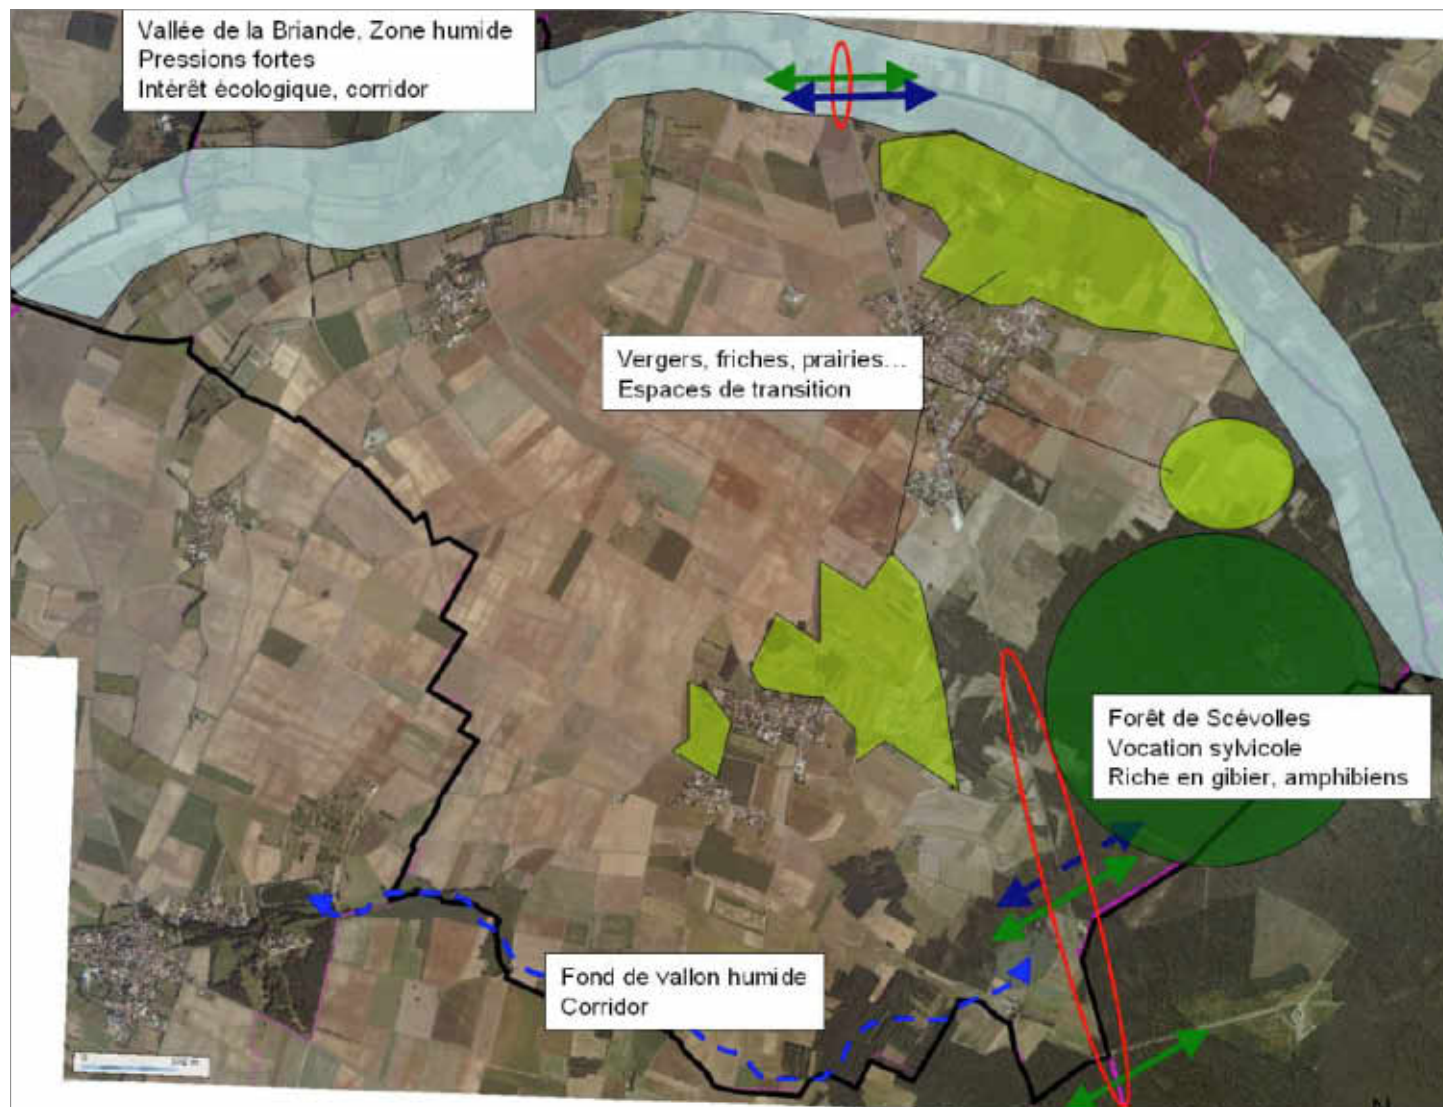 Vallée de la Briande, Zone humide
Pressions fortes
Intérêt écologique, corridor
Vergers, friches, prairies...
Espaces de transition
Forêt de Scévolles
Vocation sylvicole
Riche en gibier, amphibiens
Fond de vallon humide
Corridor